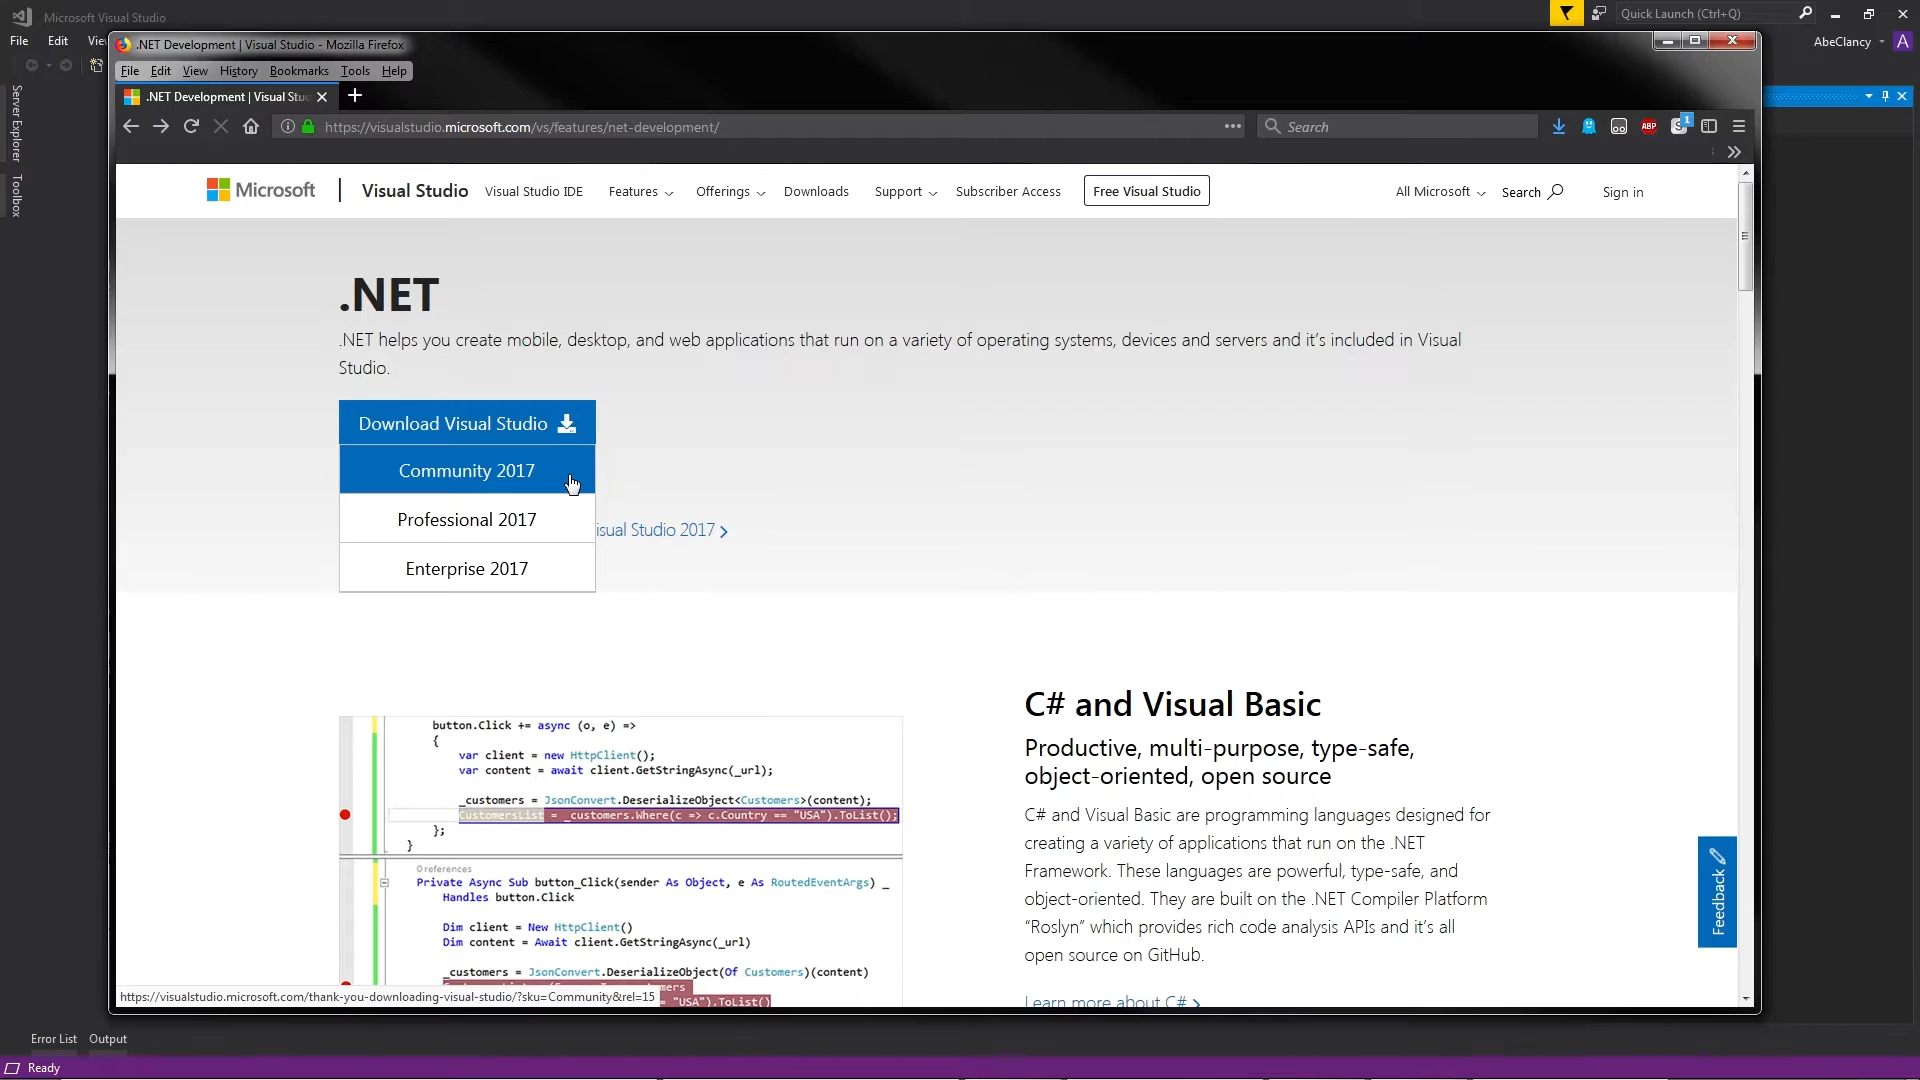 Microsoft Visual Studio
Quick Launch (Ctrl+Q)
File Edit
AbeClancy A
.NET Development | Visual Studio - Mozilla Firefox
File Edit View History Bookmarks Tools Help
.NET Development | Visual Stu
https://visualstudio.microsoft.com/vs/features/net-development/
Search
ABP
S 1
Server Explorer
Toolbox
Microsoft | Visual Studio Visual Studio IDE Features Offerings Downloads Support Subscriber Access Free Visual Studio All Microsoft Search Sign in
.NET
.NET helps you create mobile, desktop, and web applications that run on a variety of operating systems, devices and servers and it’s included in Visual
Studio.
Download Visual Studio
Community 2017
Professional 2017
isual Studio 2017
Enterprise 2017
button.Click += async (o, e) =>
{
var client = new HttpClient();
var content = await client.GetStringAsync(_url);
_customers = JsonConvert.DeserializeObject<Customers>(content);
CustomersList = _customers.Where(c => c.Country == "USA").ToList();
};
}
0 references
Private Async Sub button_Click(sender As Object, e As RoutedEventArgs) _
Handles button.Click
Dim client = New HttpClient()
Dim content = Await client.GetStringAsync(_url)
_customers = JsonConvert.DeserializeObject(Of Customers)(content)
= "USA").ToList()
C# and Visual Basic
Productive, multi-purpose, type-safe,
object-oriented, open source
C# and Visual Basic are programming languages designed for
creating a variety of applications that run on the .NET
Framework. These languages are powerful, type-safe, and
object-oriented. They are built on the .NET Compiler Platform
“Roslyn” which provides rich code analysis APIs and it’s all
open source on GitHub.
Learn more about C#
Feedback
https://visualstudio.microsoft.com/thank-you-downloading-visual-studio/?sku=Community&rel=15
Error List Output
Ready